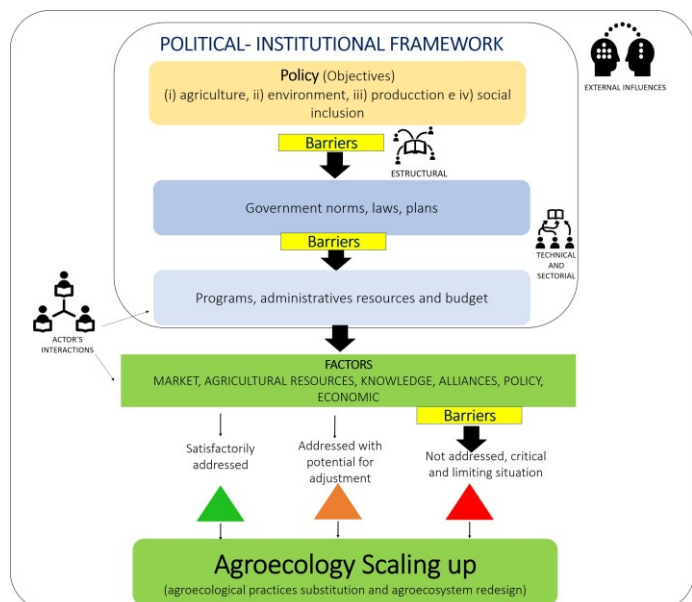 POLITICAL- INSTITUTIONAL FRAMEWORK
EXTERNAL INFLUENCES
Policy (Objectives)
(i) agriculture, ii) environment, iii) producction e iv) social
inclusion
Barriers
ESTRUCTURAL
Government norms, laws, plans
Barriers
TECHNICAL
AND
SECTORIAL
Programs, administratives resources and budget
ACTOR'S
INTERACTIONS
FACTORS
MARKET, AGRICULTURAL RESOURCES, KNOWLEDGE, ALLIANCES, POLICY,
ECONOMIC
Barriers
Satisfactorily
addressed
Addressed with
potential for
adjustment
Not addressed, critical
and limiting situation
Agroecology Scaling up
(agroecological practices substitution and agroecosystem redesign)